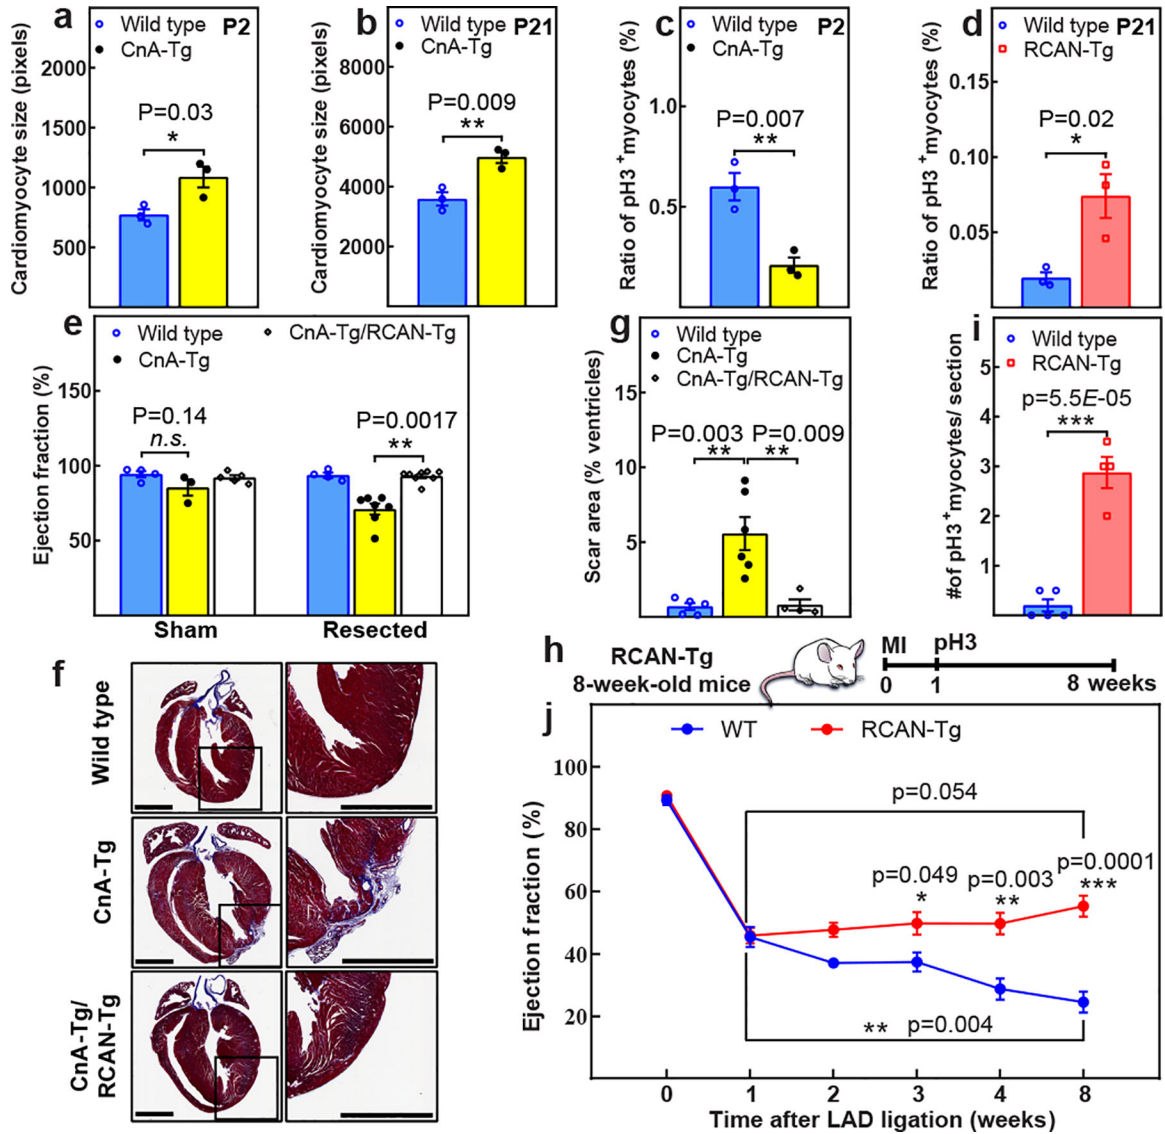 a
Wild type P2
CnA-Tg
Cardiomyocyte size (pixels)
2000
1500
1000
500
P=0.03
*
b
Wild type P21
CnA-Tg
Cardiomyocyte size (pixels)
8000
6000
4000
2000
P=0.009
**
c
Wild type P2
CnA-Tg
Ratio of pH3 +myocytes (%)
1.0
0.5
P=0.007
**
d
Wild type P21
RCAN-Tg
Ratio of pH3 +myocytes (%)
0.15
0.10
0.05
P=0.02
*
e
Wild type
CnA-Tg
CnA-Tg/RCAN-Tg
Ejection fraction (%)
150
100
50
P=0.14
n.s.
P=0.0017
**
Sham Resected
g
Wild type
CnA-Tg
CnA-Tg/RCAN-Tg
Scar area (% ventricles)
15
10
5
P=0.003 P=0.009
** **
i
Wild type
RCAN-Tg
#of pH3 +myocytes/ section
5
4
3
2
1
p=5.5E-05
***
f
Wild type
CnA-Tg
CnA-Tg/
RCAN-Tg
h
RCAN-Tg
8-week-old mice
MI pH3
0 1 8 weeks
j
WT RCAN-Tg
Ejection fraction (%)
100
80
60
40
20
p=0.054
p=0.049
*
p=0.003
**
p=0.0001
***
** p=0.004
0 1 2 3 4 8
Time after LAD ligation (weeks)